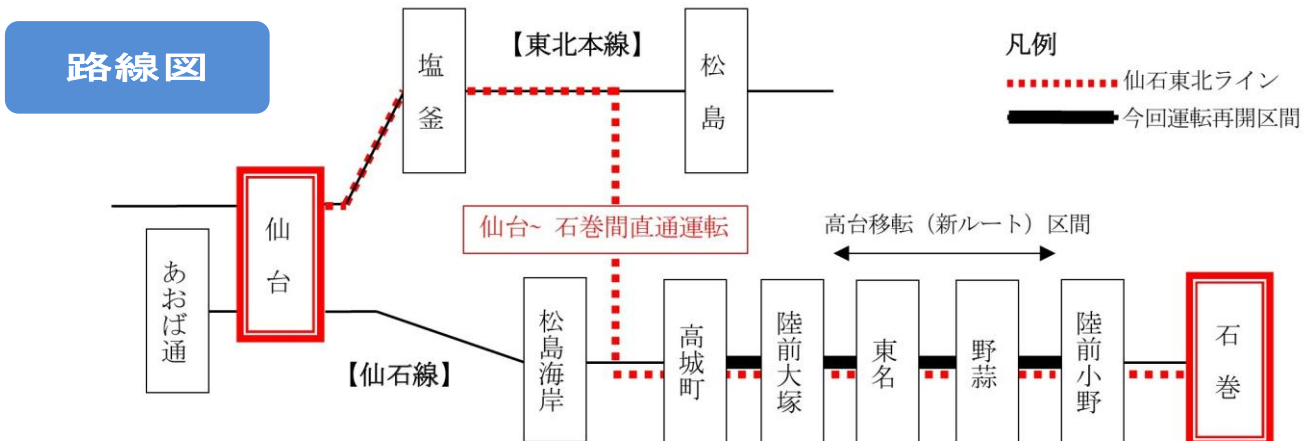 路線図
【東北本線】
塩釜
松島
凡例
仙石東北ライン
今回運転再開区間
仙台
仙台~ 石巻間直通運転
高台移転（新ルート）区間
あおば通
【仙石線】
松島海岸
高城町
陸前大塚
東名
野蒜
陸前小野
石巻